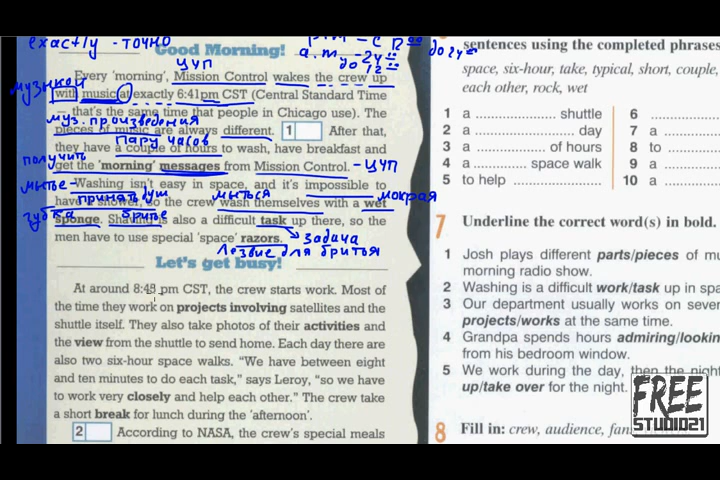 exactly - точно
a.m -
до 12 00
до 24 00
Good Morning!
ЦУП
Every 'morning', Mission Control wakes the crew up
музыкой
with music at exactly 6:41pm CST (Central Standard Time
– that's the same time that people in Chicago use). The
муз. произведения
pieces of music are always different. 1 After that,
пару часов
they have a couple of hours to wash, have breakfast and
получить
get the 'morning' messages from Mission Control. - ЦУП
мытье - Washing isn't easy in space, and it's impossible to
принять душ мыться мокрая
have a shower, so the crew wash themselves with a wet
губка бритье
sponge. Shaving is also a difficult task up there, so the
задача
men have to use special 'space' razors.
Лезвие для бритья
Let's get busy!
At around 8:48 pm CST, the crew starts work. Most of
the time they work on projects involving satellites and the
shuttle itself. They also take photos of their activities and
the view from the shuttle to send home. Each day there are
also two six-hour space walks. "We have between eight
and ten minutes to do each task," says Leroy, "so we have
to work very closely and help each other." The crew take
a short break for lunch during the 'afternoon'.
2 According to NASA, the crew's special meals
sentences using the completed phrases
space, six-hour, take, typical, short, couple,
each other, rock, wet
1 a ................ shuttle 6 ................
2 a ................ day 7 a ................
3 a ................ of hours 8 to ................
4 a ................ space walk 9 a ................
5 to help ................ 10 a ................
7 Underline the correct word(s) in bold.
1 Josh plays different parts/pieces of mu
morning radio show.
2 Washing is a difficult work/task up in spa
3 Our department usually works on sever
projects/works at the same time.
4 Grandpa spends hours admiring/lookin
from his bedroom window.
5 We work during the day, then the nigh
up/take over for the night.
8 Fill in: crew, audience, fan
FREE
STUDIO21